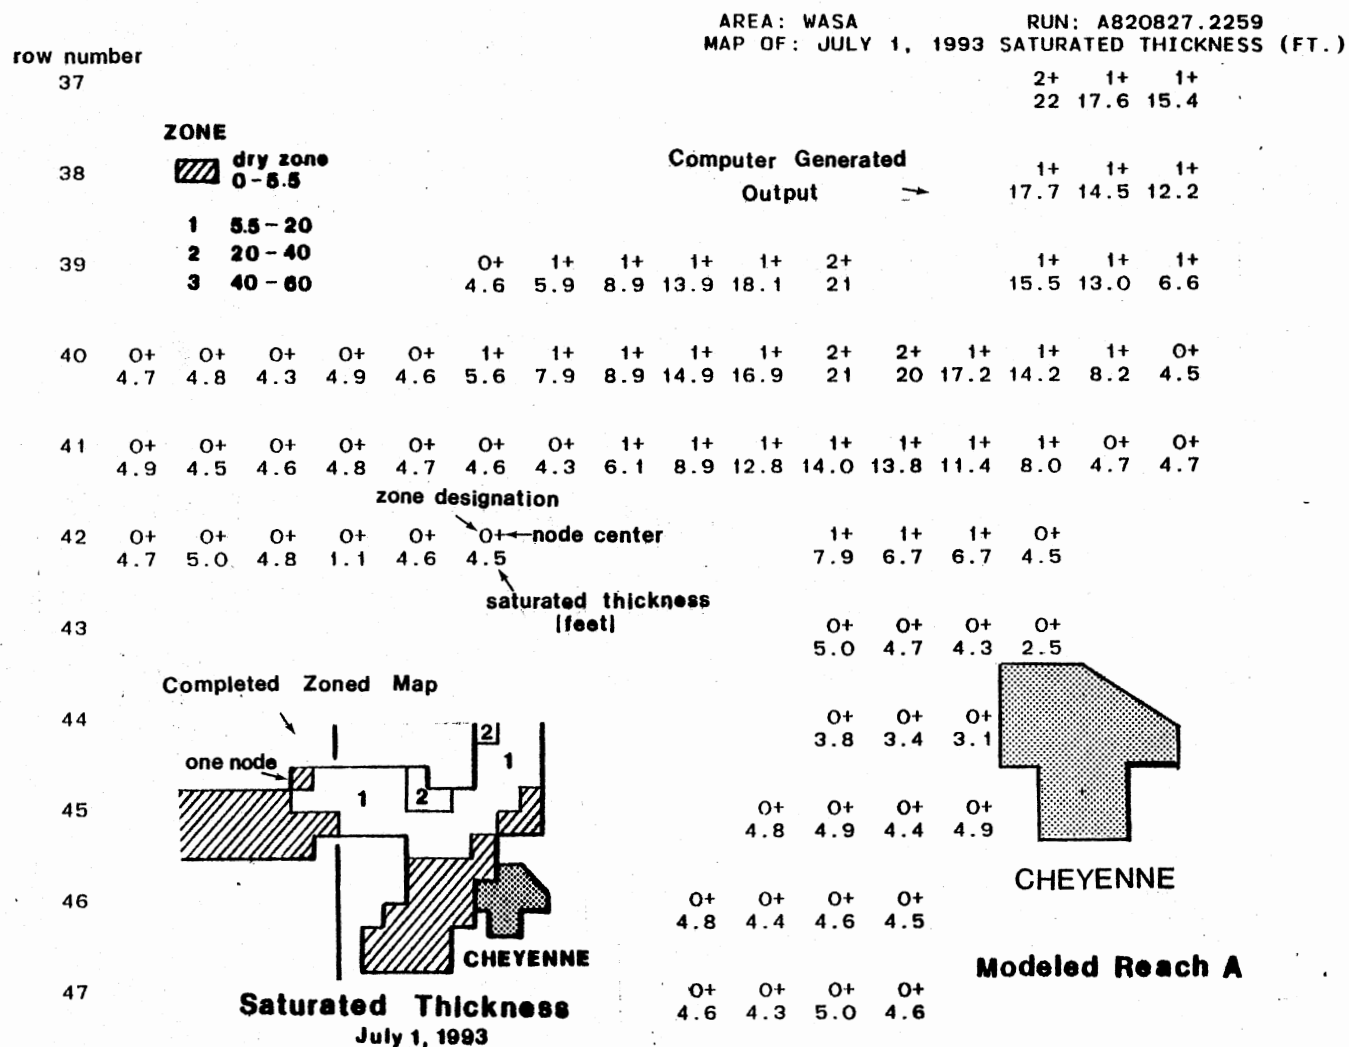 AREA: WASA RUN: A820827.2259
MAP OF: JULY 1, 1993 SATURATED THICKNESS (FT.)
row number
37 2+ 1+ 1+
22 17.6 15.4
ZONE
dry zone
0-5.5
38 Computer Generated 1+ 1+ 1+
Output 17.7 14.5 12.2
1 5.5-20
2 20-40
3 40-60
39 0+ 1+ 1+ 1+ 1+ 2+ 1+ 1+ 1+
4.6 5.9 8.9 13.9 18.1 21 15.5 13.0 6.6
40 0+ 0+ 0+ 0+ 0+ 1+ 1+ 1+ 1+ 1+ 2+ 2+ 1+ 1+ 1+ 0+
4.7 4.8 4.3 4.9 4.6 5.6 7.9 8.9 14.9 16.9 21 20 17.2 14.2 8.2 4.5
41 0+ 0+ 0+ 0+ 0+ 0+ 0+ 1+ 1+ 1+ 1+ 1+ 1+ 1+ 0+ 0+
4.9 4.5 4.6 4.8 4.7 4.6 4.3 6.1 8.9 12.8 14.0 13.8 11.4 8.0 4.7 4.7
zone designation
42 0+ 0+ 0+ 0+ 0+ 0+ node center 1+ 1+ 1+ 0+
4.7 5.0 4.8 1.1 4.6 4.5 7.9 6.7 6.7 4.5
saturated thickness
(feet)
43 0+ 0+ 0+ 0+
5.0 4.7 4.3 2.5
Completed Zoned Map
44 0+ 0+ 0+
3.8 3.4 3.1
2
1
one node
1 2
45 0+ 0+ 0+ 0+
4.8 4.9 4.4 4.9
CHEYENNE
46 0+ 0+ 0+ 0+
4.8 4.4 4.6 4.5
CHEYENNE
Modeled Reach A
47 0+ 0+ 0+ 0+
4.6 4.3 5.0 4.6
Saturated Thickness
July 1, 1993